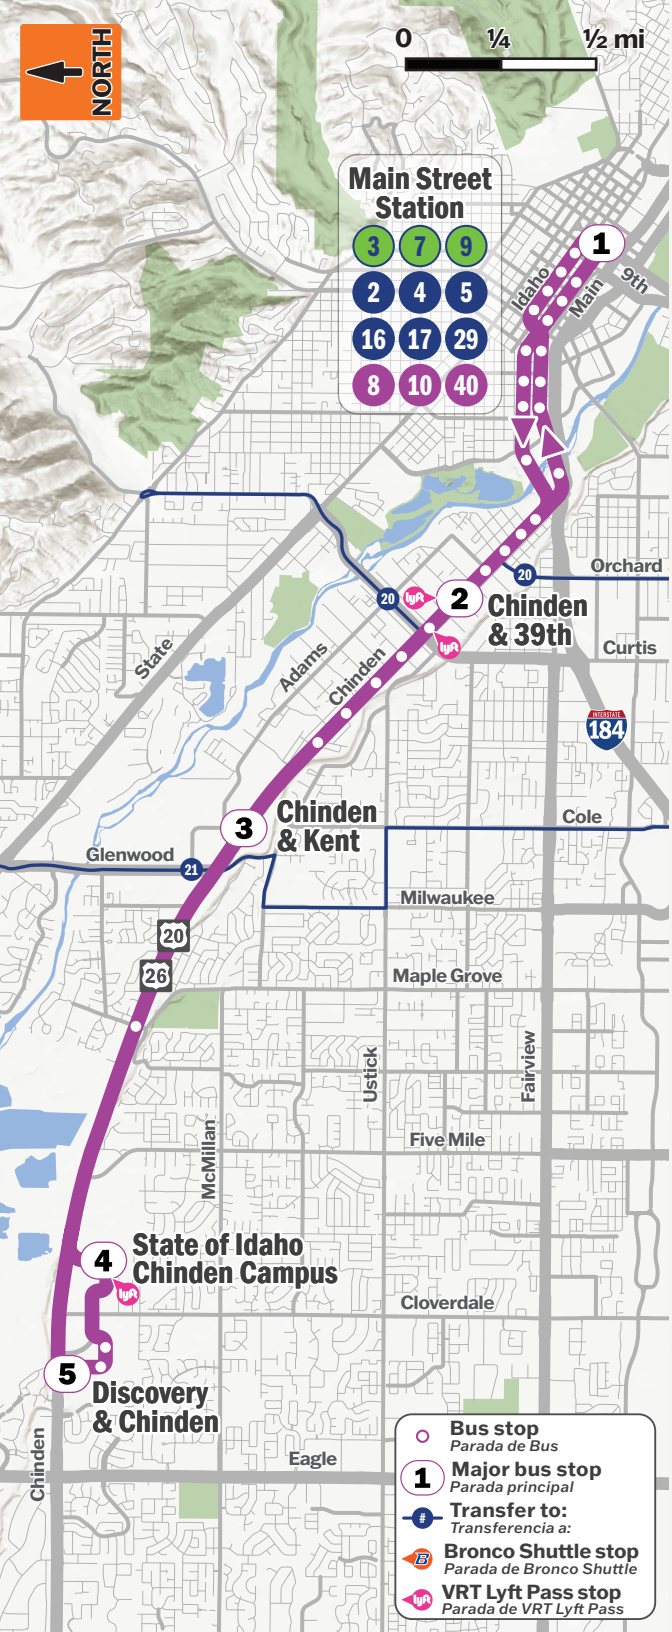 NORTH
0 ¼ ½ mi
Main Street
Station
3 7 9
2 4 5
16 17 29
8 10 40
1
Idaho
Main
9th
Orchard
20
20
lyft
2
Chinden
& 39th
lyft
Curtis
State
Adams
Chinden
INTERSTATE
184
Chinden
& Kent
3
Cole
Glenwood
21
Milwaukee
20
26
Maple Grove
Ustick
Fairview
McMillan
Five Mile
4
State of Idaho
Chinden Campus
lyft
Cloverdale
5
Discovery
& Chinden
Chinden
Eagle
Bus stop
Parada de Bus
1
Major bus stop
Parada principal
#
Transfer to:
Transferencia a:
B
Bronco Shuttle stop
Parada de Bronco Shuttle
lyft
VRT Lyft Pass stop
Parada de VRT Lyft Pass